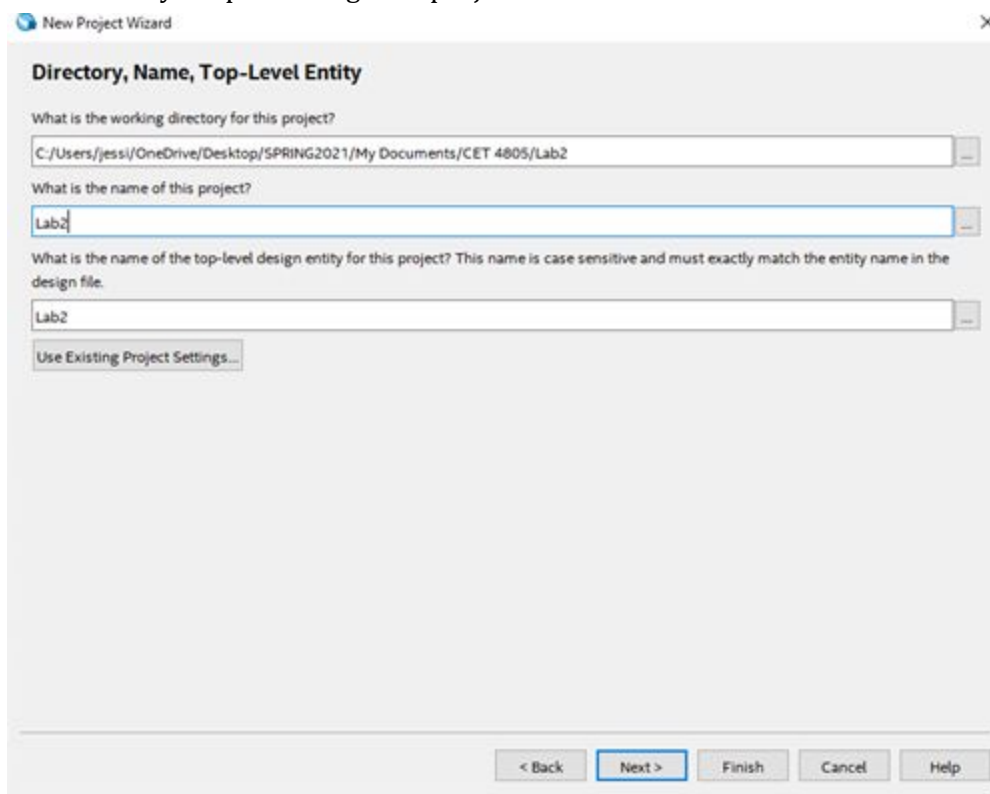 New Project Wizard
Directory, Name, Top-Level Entity
What is the working directory for this project?
C:/Users/jessi/OneDrive/Desktop/SPRING2021/My Documents/CET 4805/Lab2
...
What is the name of this project?
Lab2
...
What is the name of the top-level design entity for this project? This name is case sensitive and must exactly match the entity name in the
design file.
Lab2
...
Use Existing Project Settings...
< Back Next > Finish Cancel Help